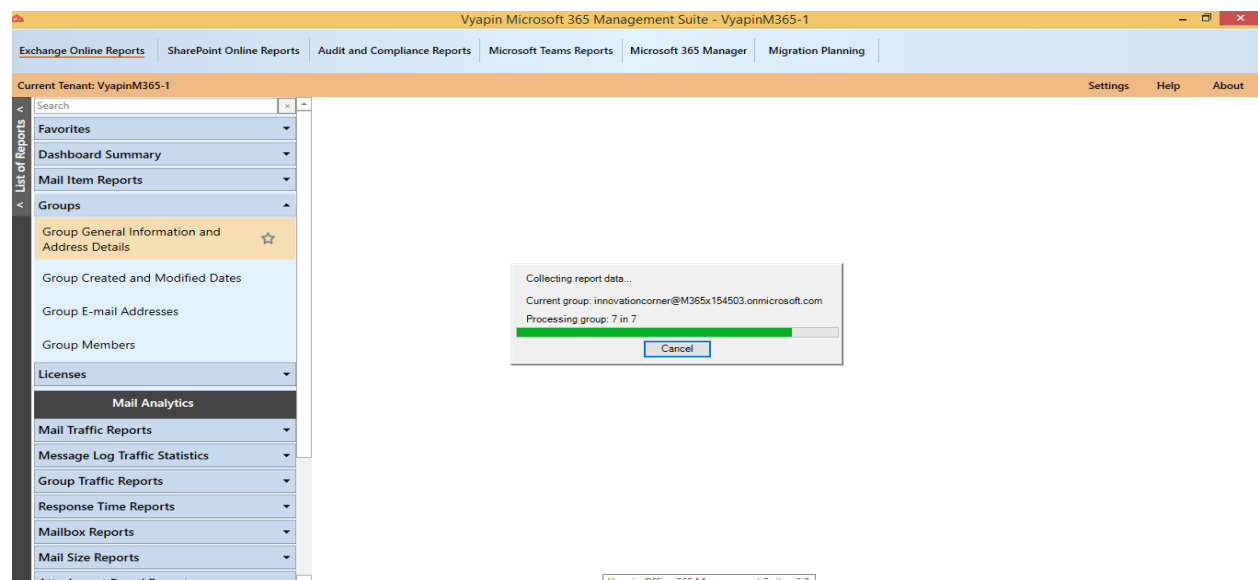 Vyapin Microsoft 365 Management Suite - VyapinM365-1
Exchange Online Reports
SharePoint Online Reports
Audit and Compliance Reports
Microsoft Teams Reports
Microsoft 365 Manager
Migration Planning
Current Tenant: VyapinM365-1
Settings
Help
About
< List of Reports <
Search
Favorites
Dashboard Summary
Mail Item Reports
Groups
Group General Information and
Address Details
Group Created and Modified Dates
Group E-mail Addresses
Group Members
Licenses
Mail Analytics
Mail Traffic Reports
Message Log Traffic Statistics
Group Traffic Reports
Response Time Reports
Mailbox Reports
Mail Size Reports
Collecting report data...
Current group: innovationcorner@M365x154503.onmicrosoft.com
Processing group: 7 in 7
Cancel